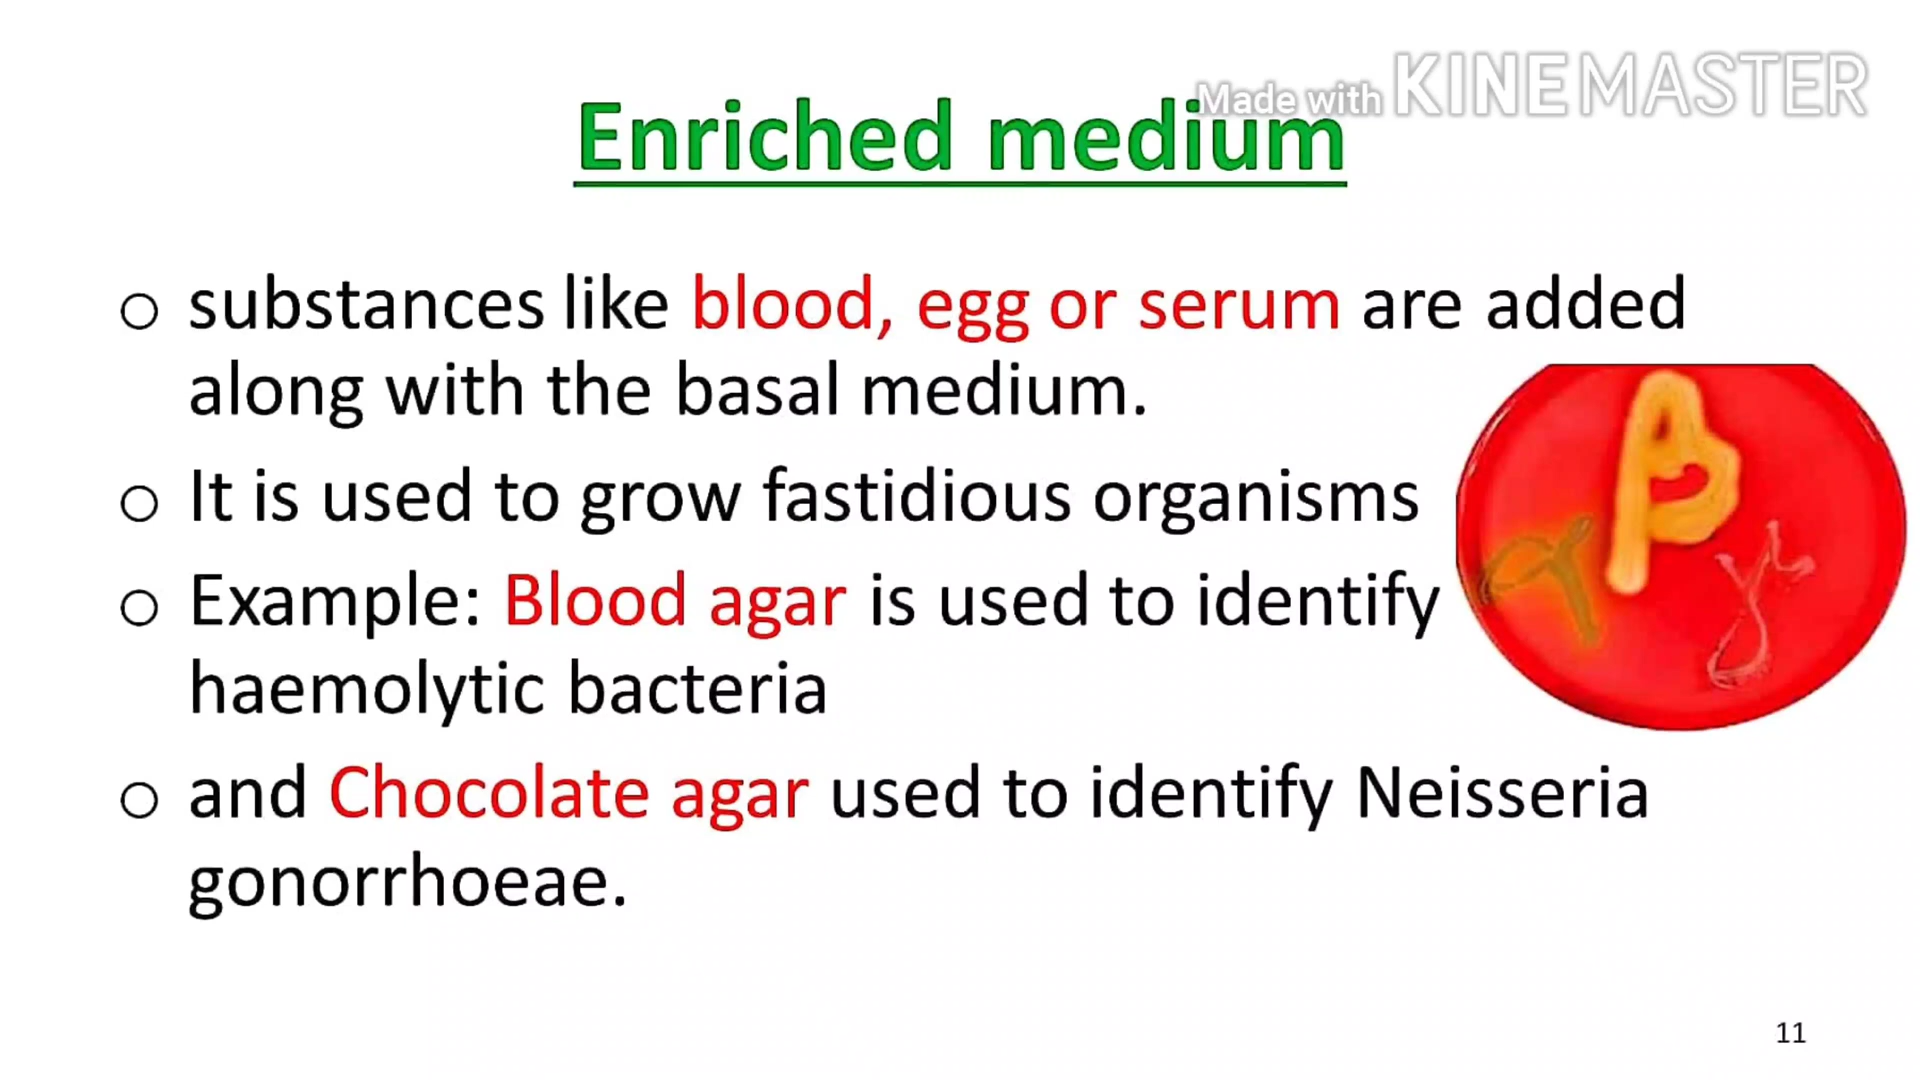 Made with KINEMASTER
Enriched medium
o substances like blood, egg or serum are added
along with the basal medium.
o It is used to grow fastidious organisms
o Example: Blood agar is used to identify
haemolytic bacteria
o and Chocolate agar used to identify Neisseria
gonorrhoeae.
β
α
γ
11